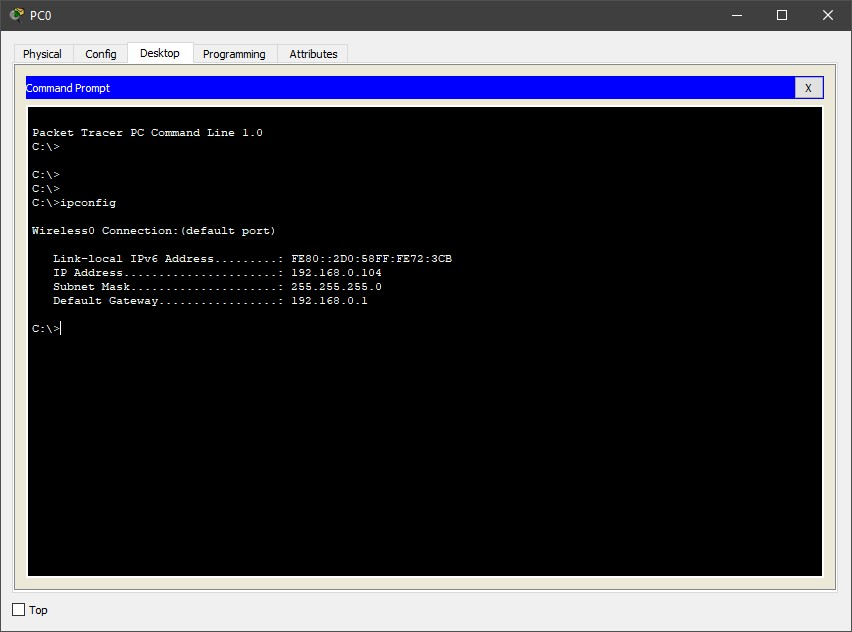 PC0
Physical Config Desktop Programming Attributes
Command Prompt X
Packet Tracer PC Command Line 1.0
C:\>
C:\>
C:\>
C:\>ipconfig
Wireless0 Connection:(default port)
Link-local IPv6 Address.........: FE80::2D0:58FF:FE72:3CB
IP Address......................: 192.168.0.104
Subnet Mask.....................: 255.255.255.0
Default Gateway.................: 192.168.0.1
C:\>
Top